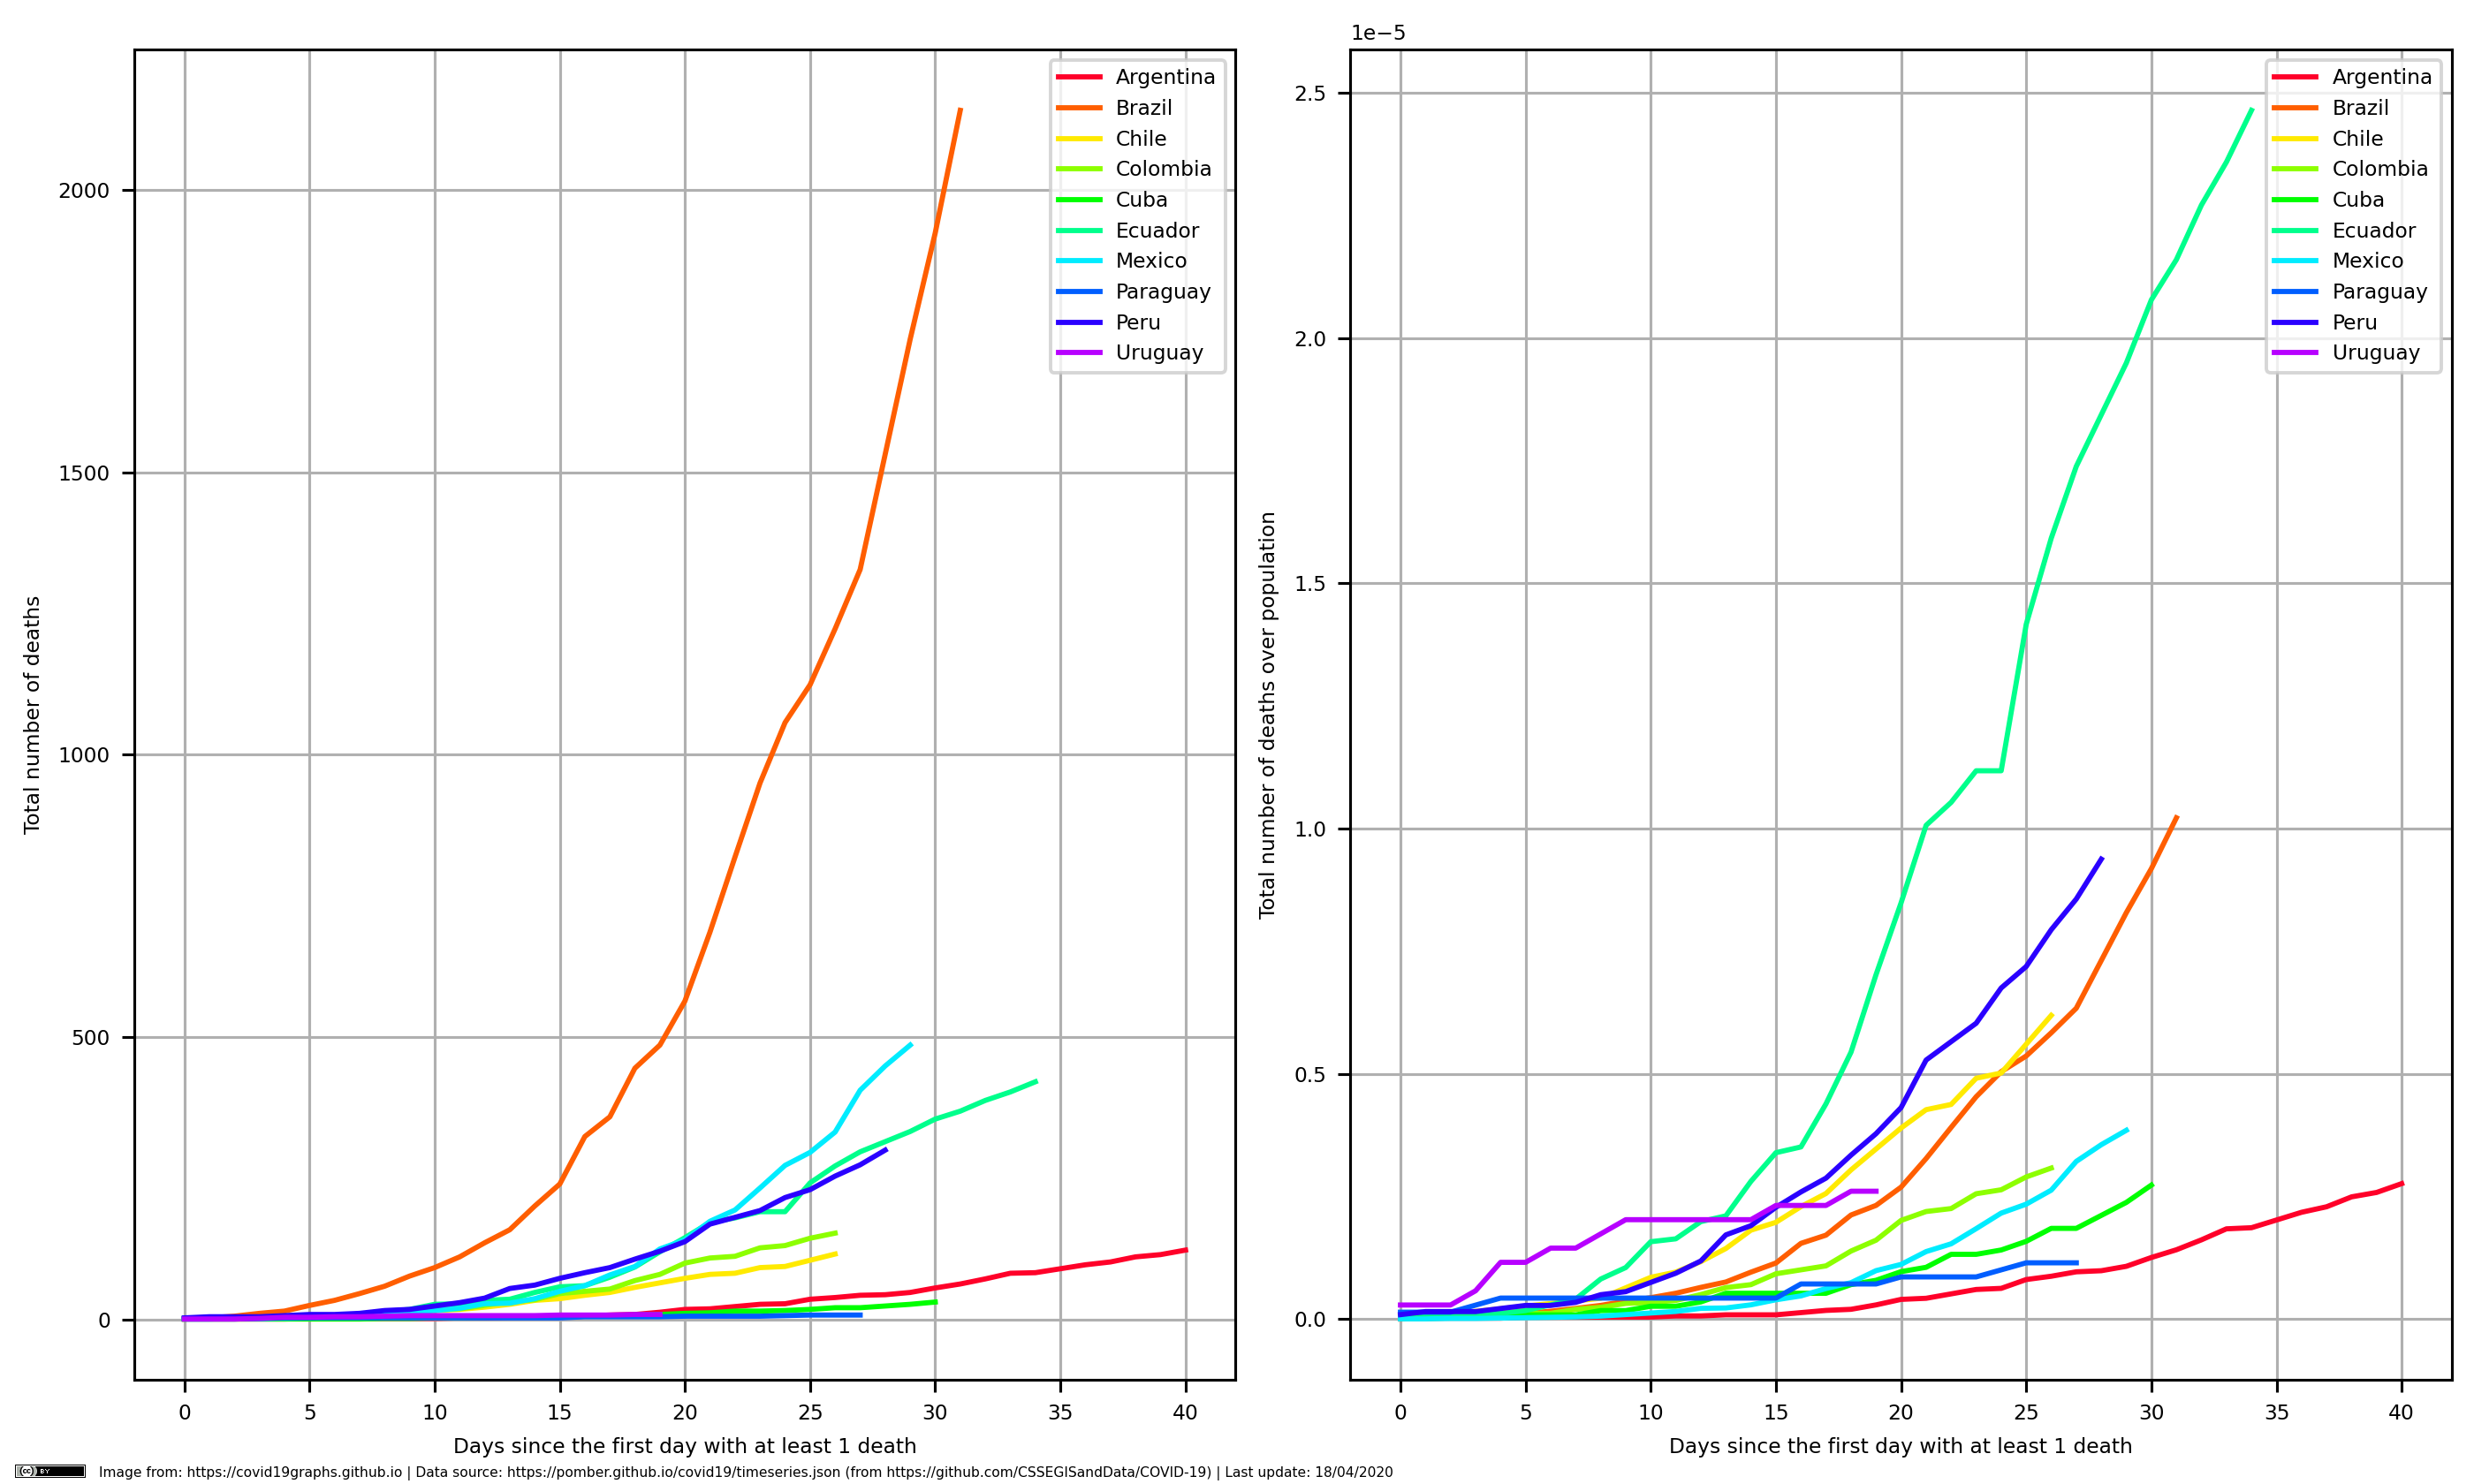 Total number of deaths
2000
1500
1000
500
0
0 5 10 15 20 25 30 35 40
Days since the first day with at least 1 death
Argentina
Brazil
Chile
Colombia
Cuba
Ecuador
Mexico
Paraguay
Peru
Uruguay
1e−5
Total number of deaths over population
2.5
2.0
1.5
1.0
0.5
0.0
0 5 10 15 20 25 30 35 40
Days since the first day with at least 1 death
Argentina
Brazil
Chile
Colombia
Cuba
Ecuador
Mexico
Paraguay
Peru
Uruguay
(cc) BY Image from: https://covid19graphs.github.io | Data source: https://pomber.github.io/covid19/timeseries.json (from https://github.com/CSSEGISandData/COVID-19) | Last update: 18/04/2020